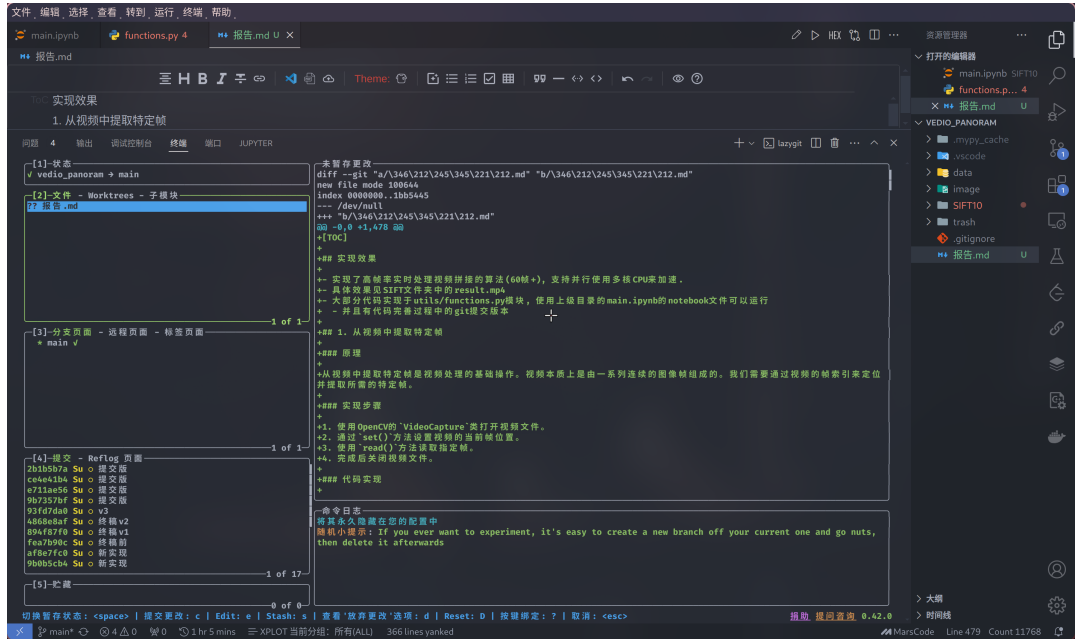 文件 编辑 选择 查看 转到 运行 终端 帮助
main.ipynb
functions.py 4
报告.md U
HEX
报告.md
Theme:
ToC
实现效果
1. 从视频中提取特定帧
问题 4 输出 调试控制台 终端 端口 JUPYTER
lazygit
[1]-状态
√ vedio_panoram → main
[2]-文件 - Worktrees - 子模块
?? 报告.md
1 of 1
[3]-分支页面 - 远程页面 - 标签页面
* main √
1 of 1
[4]-提交 - Reflog 页面
2b1b5b7a Su ○ 提交版
ce4e41b4 Su ○ 提交版
e711ae56 Su ○ 提交版
9b7357bf Su ○ 提交版
93fd7da0 Su ○ v3
4868e8af Su ○ 终稿v2
894f87f0 Su ○ 终稿v1
fea7b90c Su ○ 终稿前
af8e7fc0 Su ○ 新实现
9b0b5cb4 Su ○ 新实现
1 of 17
[5]-贮藏
0 of 0
未暂存更改
diff --git "a/\346\212\245\345\221\212.md" "b/\346\212\245\345\221\212.md"
new file mode 100644
index 0000000..1bb5445
--- /dev/null
+++ "b/\346\212\245\345\221\212.md"
@@ -0,0 +1,478 @@
+[TOC]
+
+## 实现效果
+
+- 实现了高帧率实时处理视频拼接的算法(60帧+), 支持并行使用多核CPU来加速.
+- 具体效果见SIFT文件夹中的result.mp4
+- 大部分代码实现于utils/functions.py模块, 使用上级目录的main.ipynb的notebook文件可以运行
+  - 并且有代码完善过程中的git提交版本
+
+## 1. 从视频中提取特定帧
+
+### 原理
+
+从视频中提取特定帧是视频处理的基础操作。视频本质上是由一系列连续的图像帧组成的。我们需要通过视频的帧索引来定位
并提取所需的特定帧。
+
+### 实现步骤
+
+1. 使用OpenCV的`VideoCapture`类打开视频文件。
+2. 通过`set()`方法设置视频的当前帧位置。
+3. 使用`read()`方法读取指定帧。
+4. 完成后关闭视频文件。
+
+### 代码实现
+
命令日志
将其永久隐藏在您的配置中
随机小提示: If you ever want to experiment, it's easy to create a new branch off your current one and go nuts,
then delete it afterwards
切换暂存状态: <space> | 提交更改: c | Edit: e | Stash: s | 查看'放弃更改'选项: d | Reset: D | 按键绑定: ? | 取消: <esc>
捐助 提问咨询 0.42.0
资源管理器
打开的编辑器
main.ipynb SIFT10
functions.p... 4
报告.md U
VEDIO_PANORAM
.mypy_cache
.vscode
data
image
SIFT10
trash
.gitignore
报告.md U
1
1
大纲
时间线
main* 4 0 0 1 hr 5 mins XPLOT 当前分组: 所有(ALL) 366 lines yanked
MarsCode Line 479 Count 11768